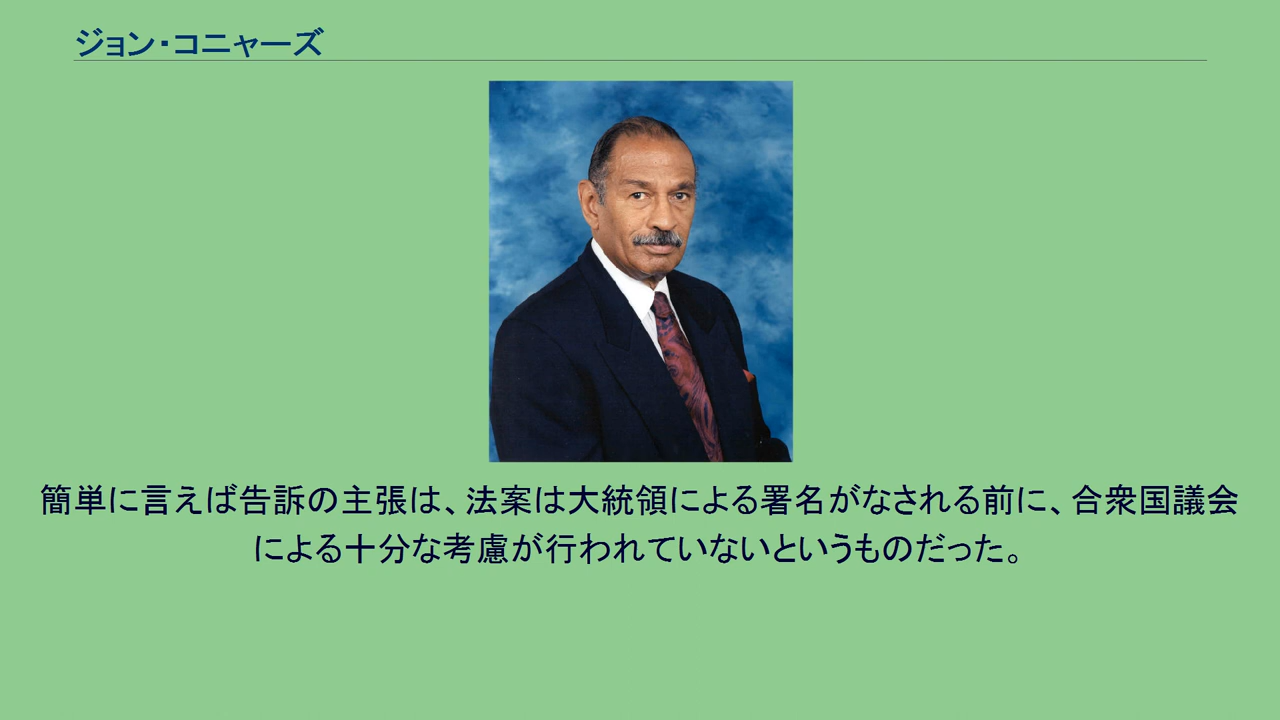 ジョン・コニャーズ
簡単に言えば告訴の主張は、法案は大統領による署名がなされる前に、合衆国議会
による十分な考慮が行われていないというものだった。